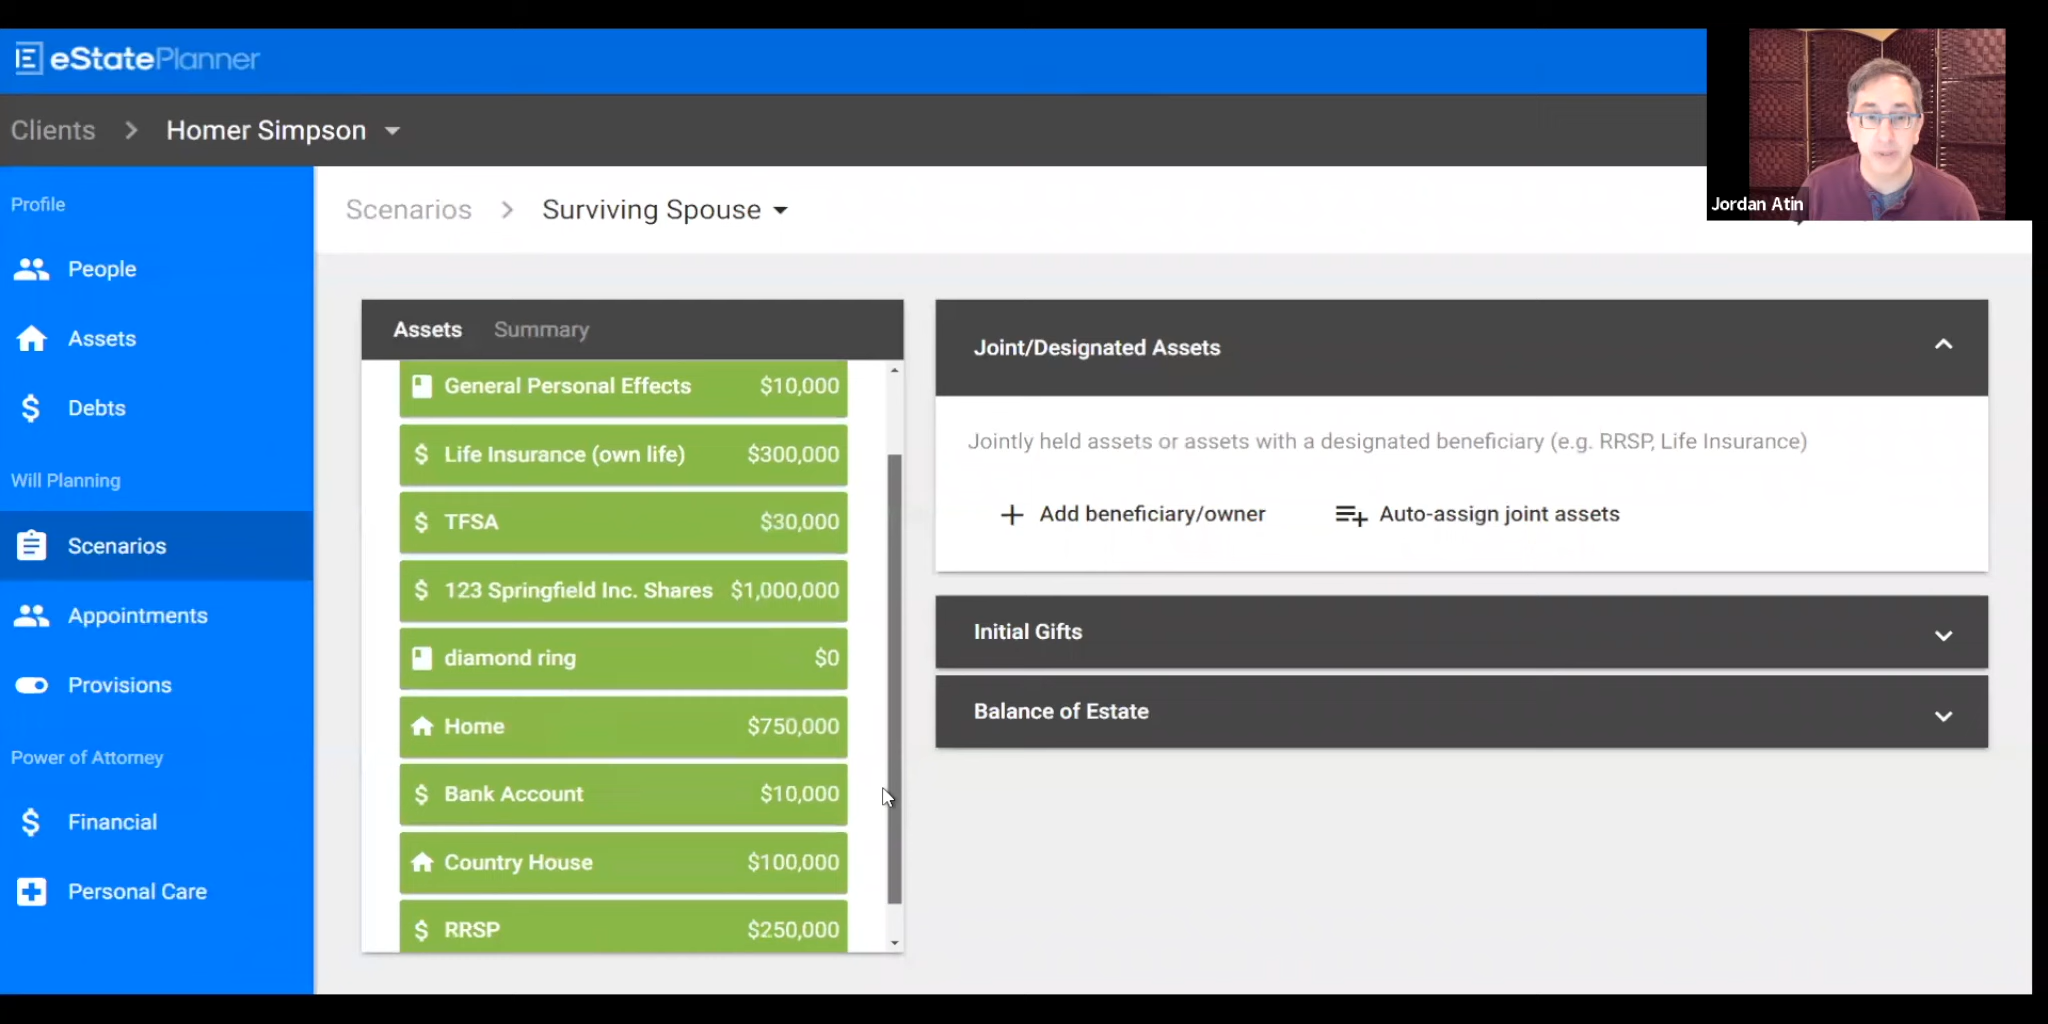 eStatePlanner
Clients > Homer Simpson
Jordan Atin
Profile
People
Assets
Debts
Will Planning
Scenarios
Appointments
Provisions
Power of Attorney
Financial
Personal Care
Scenarios > Surviving Spouse
Assets Summary
General Personal Effects $10,000
$ Life Insurance (own life) $300,000
$ TFSA $30,000
$ 123 Springfield Inc. Shares $1,000,000
diamond ring $0
Home $750,000
$ Bank Account $10,000
Country House $100,000
$ RRSP $250,000
Joint/Designated Assets
Jointly held assets or assets with a designated beneficiary (e.g. RRSP, Life Insurance)
+ Add beneficiary/owner Auto-assign joint assets
Initial Gifts
Balance of Estate